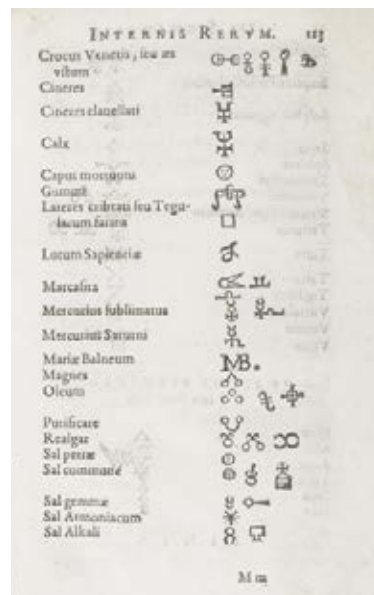 INTERNIS RERVM. 113
Crocus Veneris, seu æs
vstum
Cineres
Cineres clauellati
Calx
Caput mortuum
Gummæ
Lateres cribrati seu Tegu-
larum farina
Lutum Sapientiæ
Marcasita
Mercurius sublimatus
Mercurius Saturni
Mariæ Balneum MB.
Magnes
Oleum
Purificare
Realgar
Sal petræ
Sal commune
Sal gemmæ
Sal Armoniacum
Sal Alkali
M m